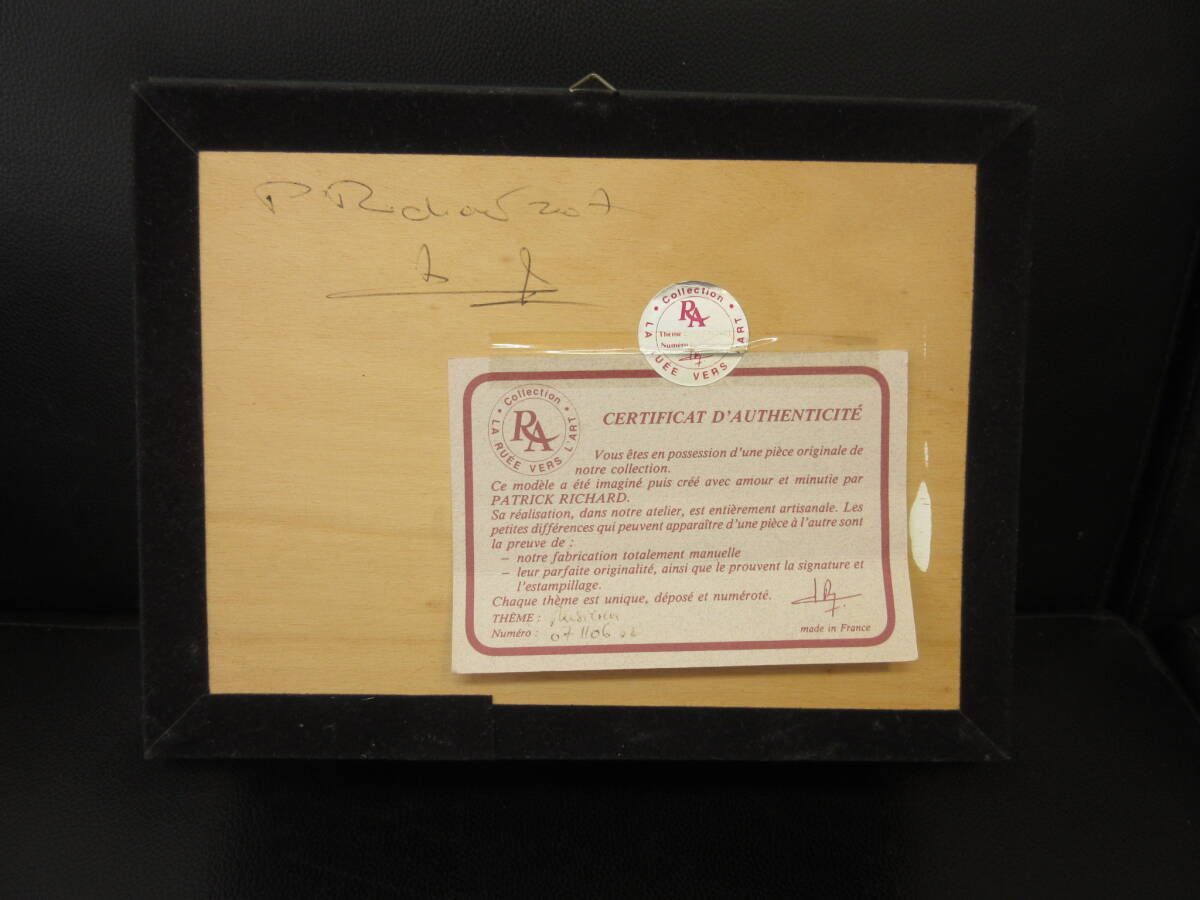 P. Richard 2007
Collection
RA
Thème
Numéro
LA RUÉE VERS L'ART
Collection
RA
LA RUÉE VERS L'ART
CERTIFICAT D'AUTHENTICITÉ
Vous êtes en possession d'une pièce originale de
notre collection.
Ce modèle a été imaginé puis créé avec amour et minutie par
PATRICK RICHARD.
Sa réalisation, dans notre atelier, est entièrement artisanale. Les
petites différences qui peuvent apparaître d'une pièce à l'autre sont
la preuve de :
– notre fabrication totalement manuelle
– leur parfaite originalité, ainsi que le prouvent la signature et
l'estampillage.
Chaque thème est unique, déposé et numéroté.
THÈME :
Numéro : 071106
made in France